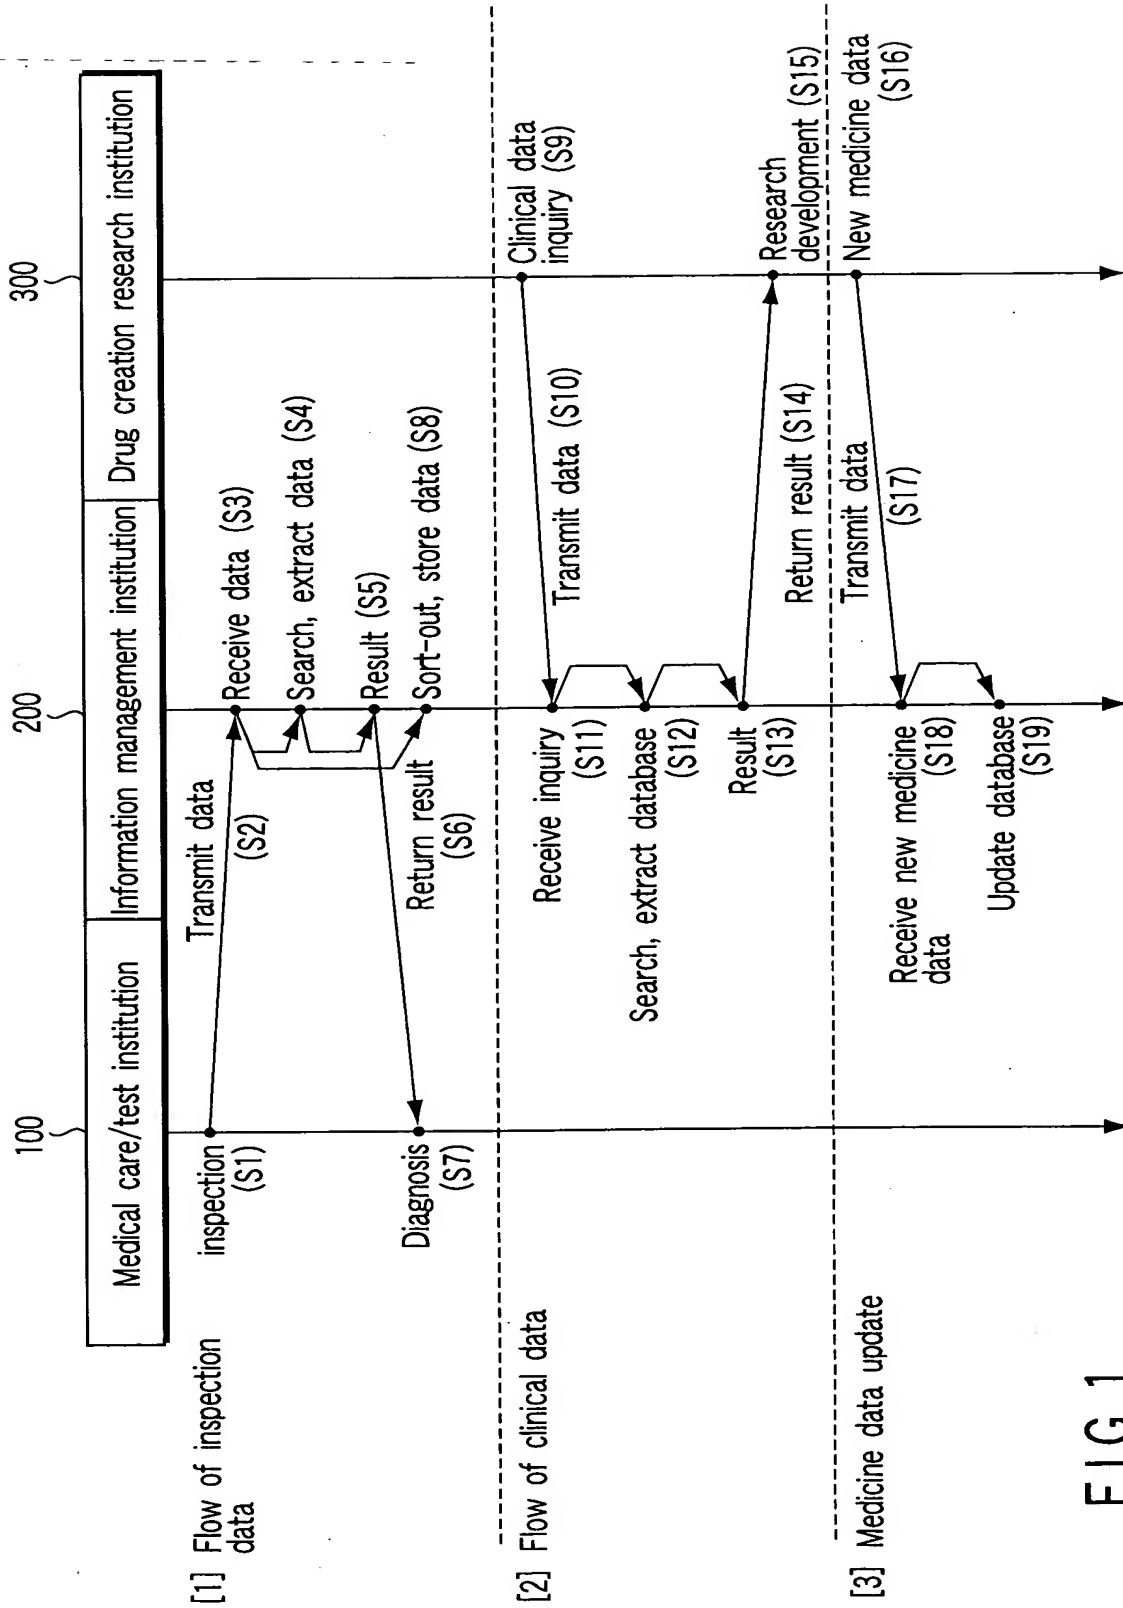 100
200
300
Medical care/test institution
Information management institution
Drug creation research institution
[1] Flow of inspection
data
inspection
(S1)
Transmit data
(S2)
Receive data (S3)
Search, extract data (S4)
Result (S5)
Return result
(S6)
Diagnosis
(S7)
Sort-out, store data (S8)
[2] Flow of clinical data
Clinical data
inquiry (S9)
Transmit data (S10)
Receive inquiry
(S11)
Search, extract database
(S12)
Result
(S13)
Return result (S14)
Research
development (S15)
[3] Medicine data update
New medicine data
(S16)
Transmit data
(S17)
Receive new medicine
data
(S18)
Update database
(S19)
FIG. 1